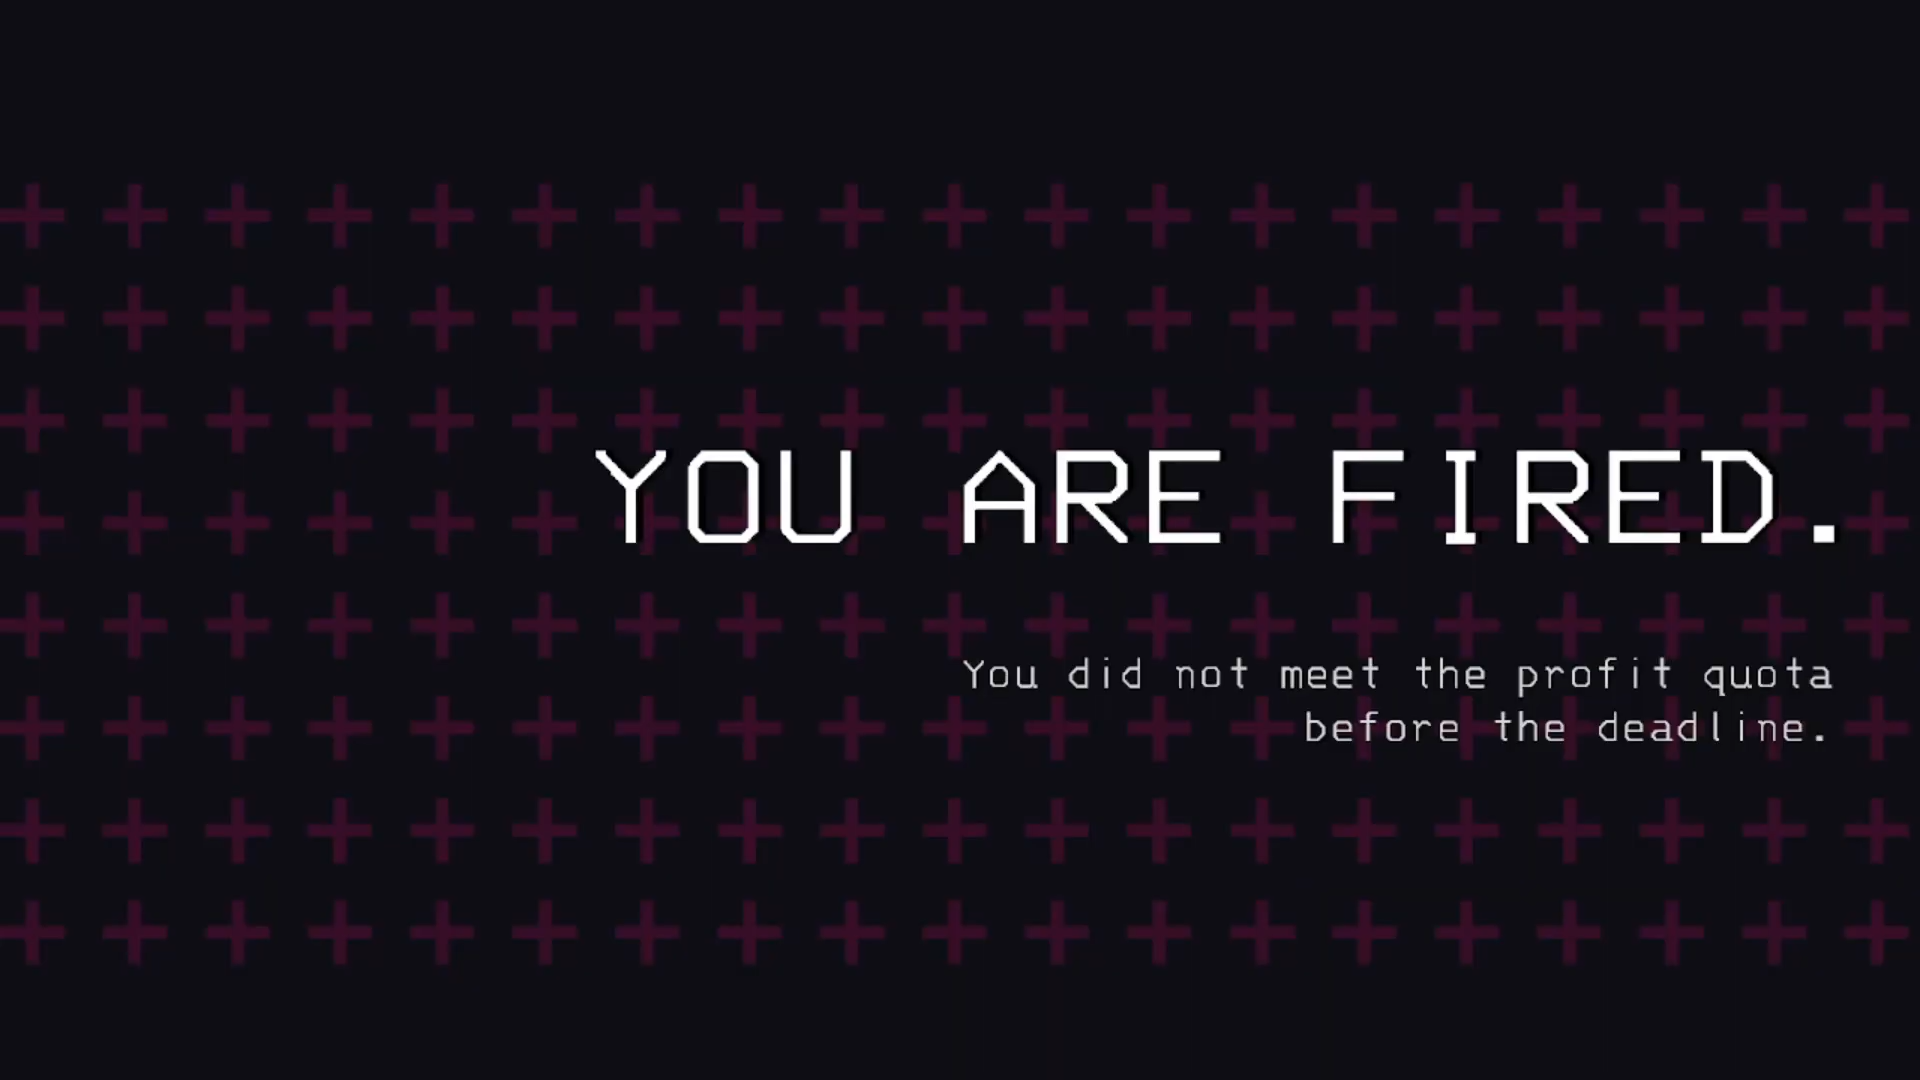 YOU ARE FIRED.
You did not meet the profit quota
before the deadline.